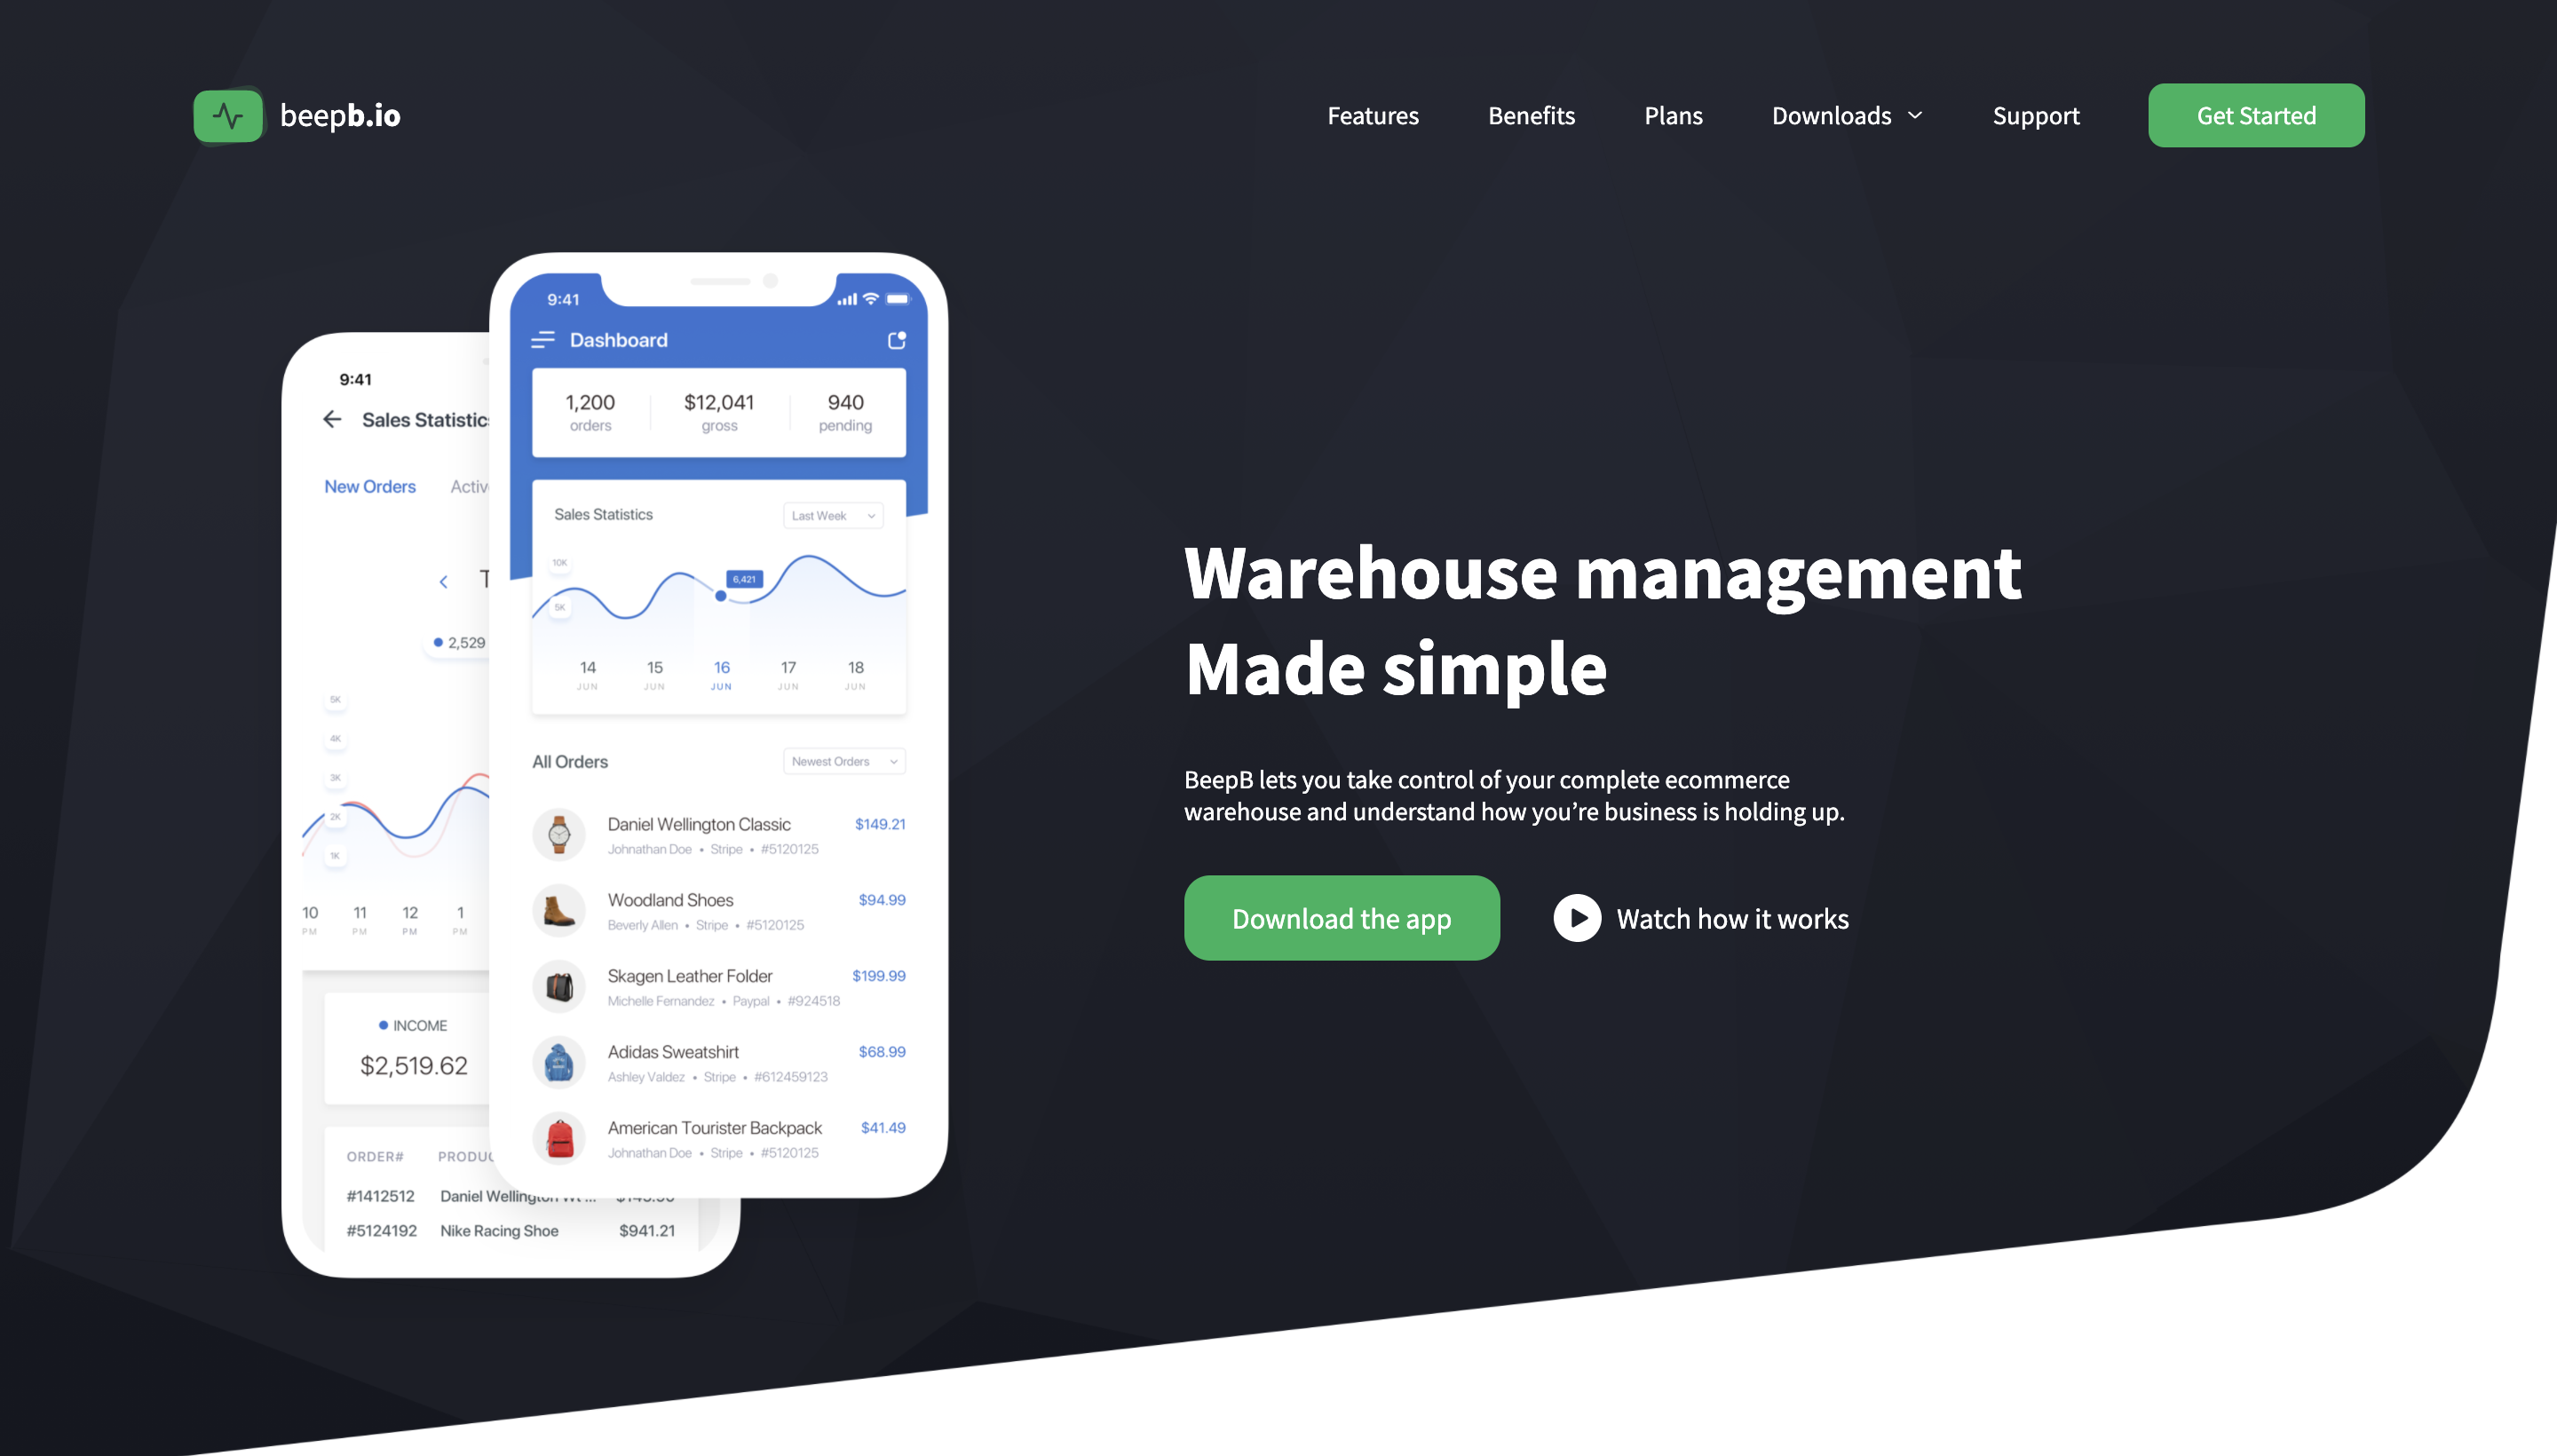 beepb.io
Features Benefits Plans Downloads Support Get Started
9:41
Sales Statistics
New Orders
2,529
5K
4K
3K
2K
1K
10 11 12 1
PM PM PM PM
INCOME
$2,519.62
ORDER#
#1412512 Daniel Wellington
#5124192 Nike Racing Shoe $941.21
9:41
Dashboard
1,200 $12,041 940
orders gross pending
Sales Statistics Last Week
10K
6,421
5K
14 15 16 17 18
JUN JUN JUN JUN JUN
All Orders Newest Orders
Daniel Wellington Classic $149.21
Johnathan Doe • Stripe • #5120125
Woodland Shoes $94.99
Beverly Allen • Stripe • #5120125
Skagen Leather Folder $199.99
Michelle Fernandez • Paypal • #924518
Adidas Sweatshirt $68.99
Ashley Valdez • Stripe • #612459123
American Tourister Backpack $41.49
Johnathan Doe • Stripe • #5120125
Warehouse management
Made simple
BeepB lets you take control of your complete ecommerce
warehouse and understand how you’re business is holding up.
Download the app Watch how it works